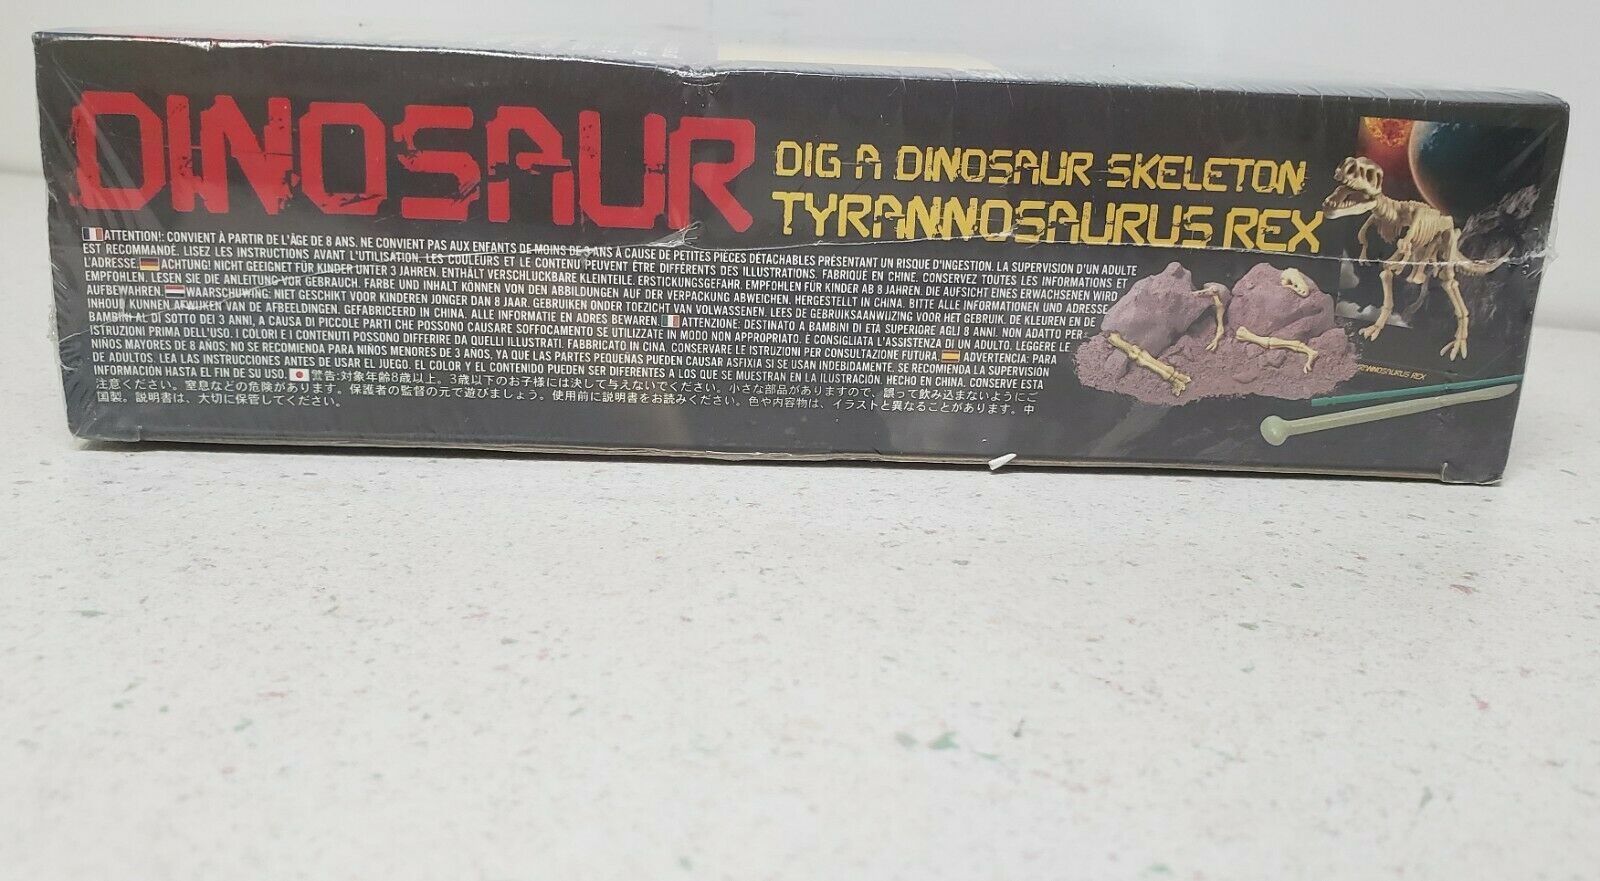 DINOSAUR
DIG A DINOSAUR SKELETON
TYRANNOSAURUS REX
ATTENTION!: CONVIENT À PARTIR DE L'ÂGE DE 8 ANS. NE CONVIENT PAS AUX ENFANTS DE MOINS DE 3 ANS À CAUSE DE PETITES PIÈCES DÉTACHABLES PRÉSENTANT UN RISQUE D'INGESTION. LA SUPERVISION D'UN ADULTE
EST RECOMMANDÉ. LISEZ LES INSTRUCTIONS AVANT L'UTILISATION. LES COULEURS ET LE CONTENU PEUVENT ÊTRE DIFFÉRENTS DES ILLUSTRATIONS. FABRIQUÉ EN CHINE. CONSERVEZ TOUTES LES INFORMATIONS ET
L'ADRESSE. ACHTUNG! NICHT GEEIGNET FÜR KINDER UNTER 3 JAHREN. ENTHÄLT VERSCHLUCKBARE KLEINTEILE. ERSTICKUNGSGEFAHR. EMPFOHLEN FÜR KINDER AB 8 JAHREN. DIE AUFSICHT EINES ERWACHSENEN WIRD
EMPFOHLEN. LESEN SIE DIE ANLEITUNG VOR GEBRAUCH. FARBE UND INHALT KÖNNEN VON DEN ABBILDUNGEN AUF DER VERPACKUNG ABWEICHEN. HERGESTELLT IN CHINA. BITTE ALLE INFORMATIONEN UND ADRESSE
AUFBEWAHREN. WAARSCHUWING: NIET GESCHIKT VOOR KINDEREN JONGER DAN 8 JAAR. GEBRUIKEN ONDER TOEZICHT VAN VOLWASSENEN. LEES DE GEBRUIKSAANWIJZING VOOR HET GEBRUIK. DE KLEUREN EN DE
INHOUD KUNNEN AFWIJKEN VAN DE AFBEELDINGEN. GEFABRICEERD IN CHINA. ALLE INFORMATIE EN ADRES BEWAREN. ATTENZIONE: DESTINATO A BAMBINI DI ETÀ SUPERIORE AGLI 8 ANNI. NON ADATTO PER
BAMBINI AL DI SOTTO DEI 3 ANNI, A CAUSA DI PICCOLE PARTI CHE POSSONO CAUSARE SOFFOCAMENTO SE UTILIZZATE IN MODO NON APPROPRIATO. È CONSIGLIATA L'ASSISTENZA DI UN ADULTO. LEGGERE LE
ISTRUZIONI PRIMA DELL'USO. I COLORI E I CONTENUTI POSSONO DIFFERIRE DA QUELLI ILLUSTRATI. FABBRICATO IN CINA. CONSERVARE LE ISTRUZIONI PER CONSULTAZIONE FUTURA. ADVERTENCIA: PARA
NIÑOS MAYORES DE 8 AÑOS; NO SE RECOMIENDA PARA NIÑOS MENORES DE 3 AÑOS, YA QUE LAS PARTES PEQUEÑAS PUEDEN CAUSAR ASFIXIA SI SE USAN INDEBIDAMENTE. SE RECOMIENDA LA SUPERVISIÓN
DE ADULTOS. LEA LAS INSTRUCCIONES ANTES DE USAR EL JUEGO. EL COLOR Y EL CONTENIDO PUEDEN SER DIFERENTES A LOS QUE SE MUESTRAN EN LA ILUSTRACIÓN. HECHO EN CHINA. CONSERVE ESTA
INFORMACIÓN HASTA EL FIN DE SU USO. 警告:対象年齢8歳以上。3歳以下のお子様には決して与えないでください。小さな部品がありますので、誤って飲み込まないようにご
注意ください。窒息などの危険があります。保護者の監督の元で遊びましょう。使用前に説明書をお読みください。色や内容物は、イラストと異なることがあります。中
国製。説明書は、大切に保管してください。
TYRANNOSAURUS REX